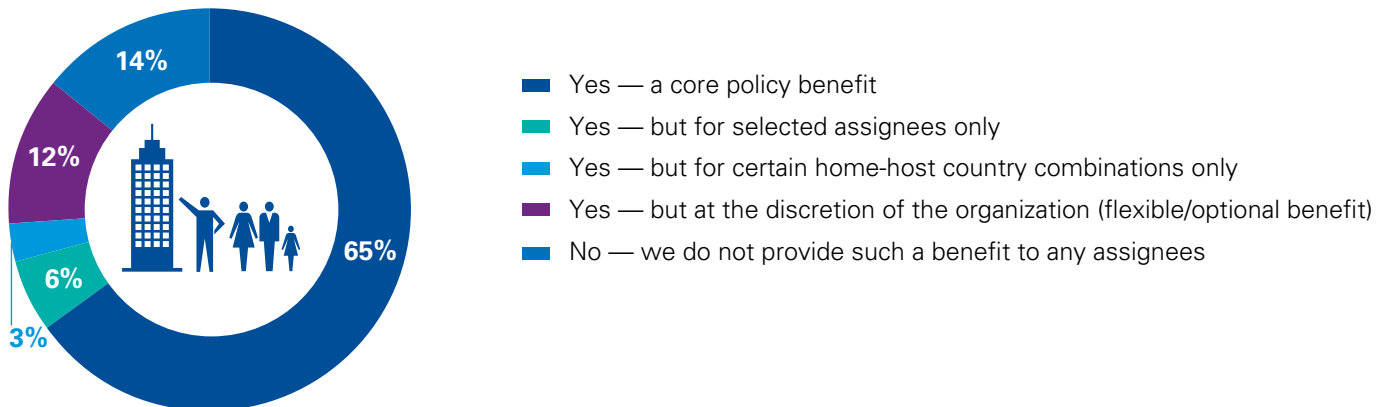 14%
12%
65%
6%
3%
Yes — a core policy benefit
Yes — but for selected assignees only
Yes — but for certain home-host country combinations only
Yes — but at the discretion of the organization (flexible/optional benefit)
No — we do not provide such a benefit to any assignees